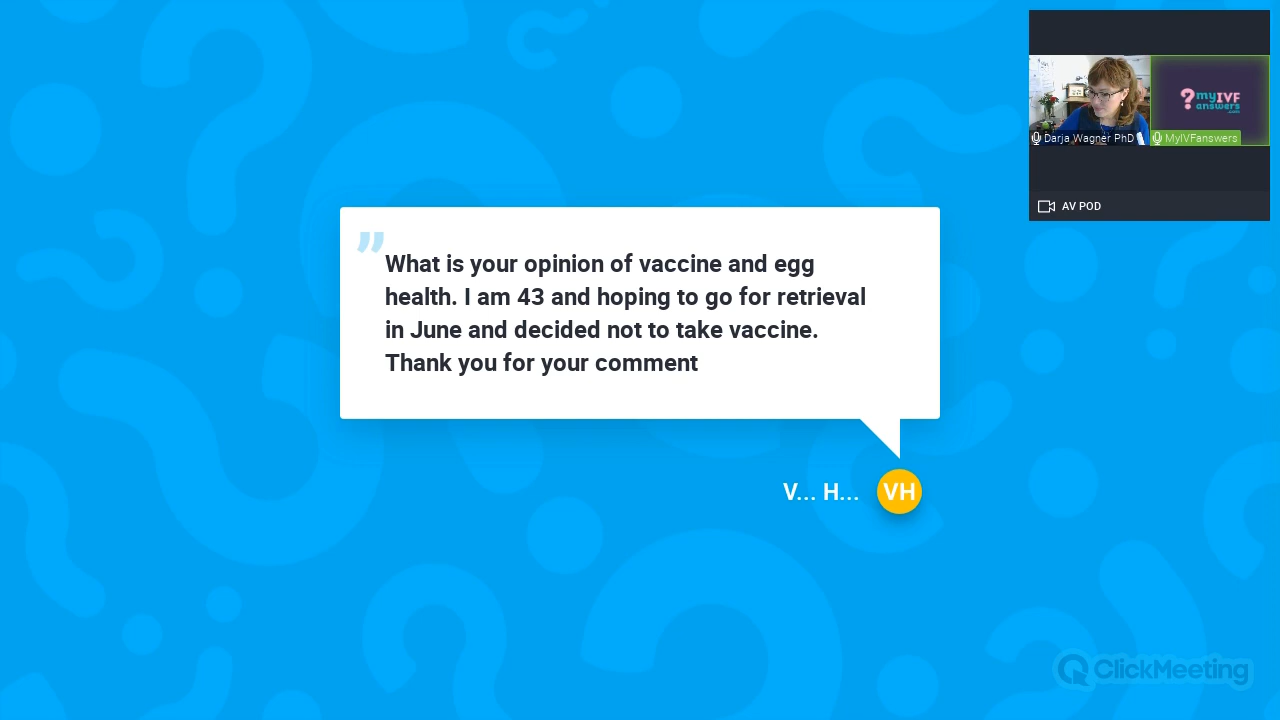 myIVF
answers
Darja Wagner PhD
MyIVFanswers
AV POD
"
What is your opinion of vaccine and egg
health. I am 43 and hoping to go for retrieval
in June and decided not to take vaccine.
Thank you for your comment
V... H...
VH
ClickMeeting